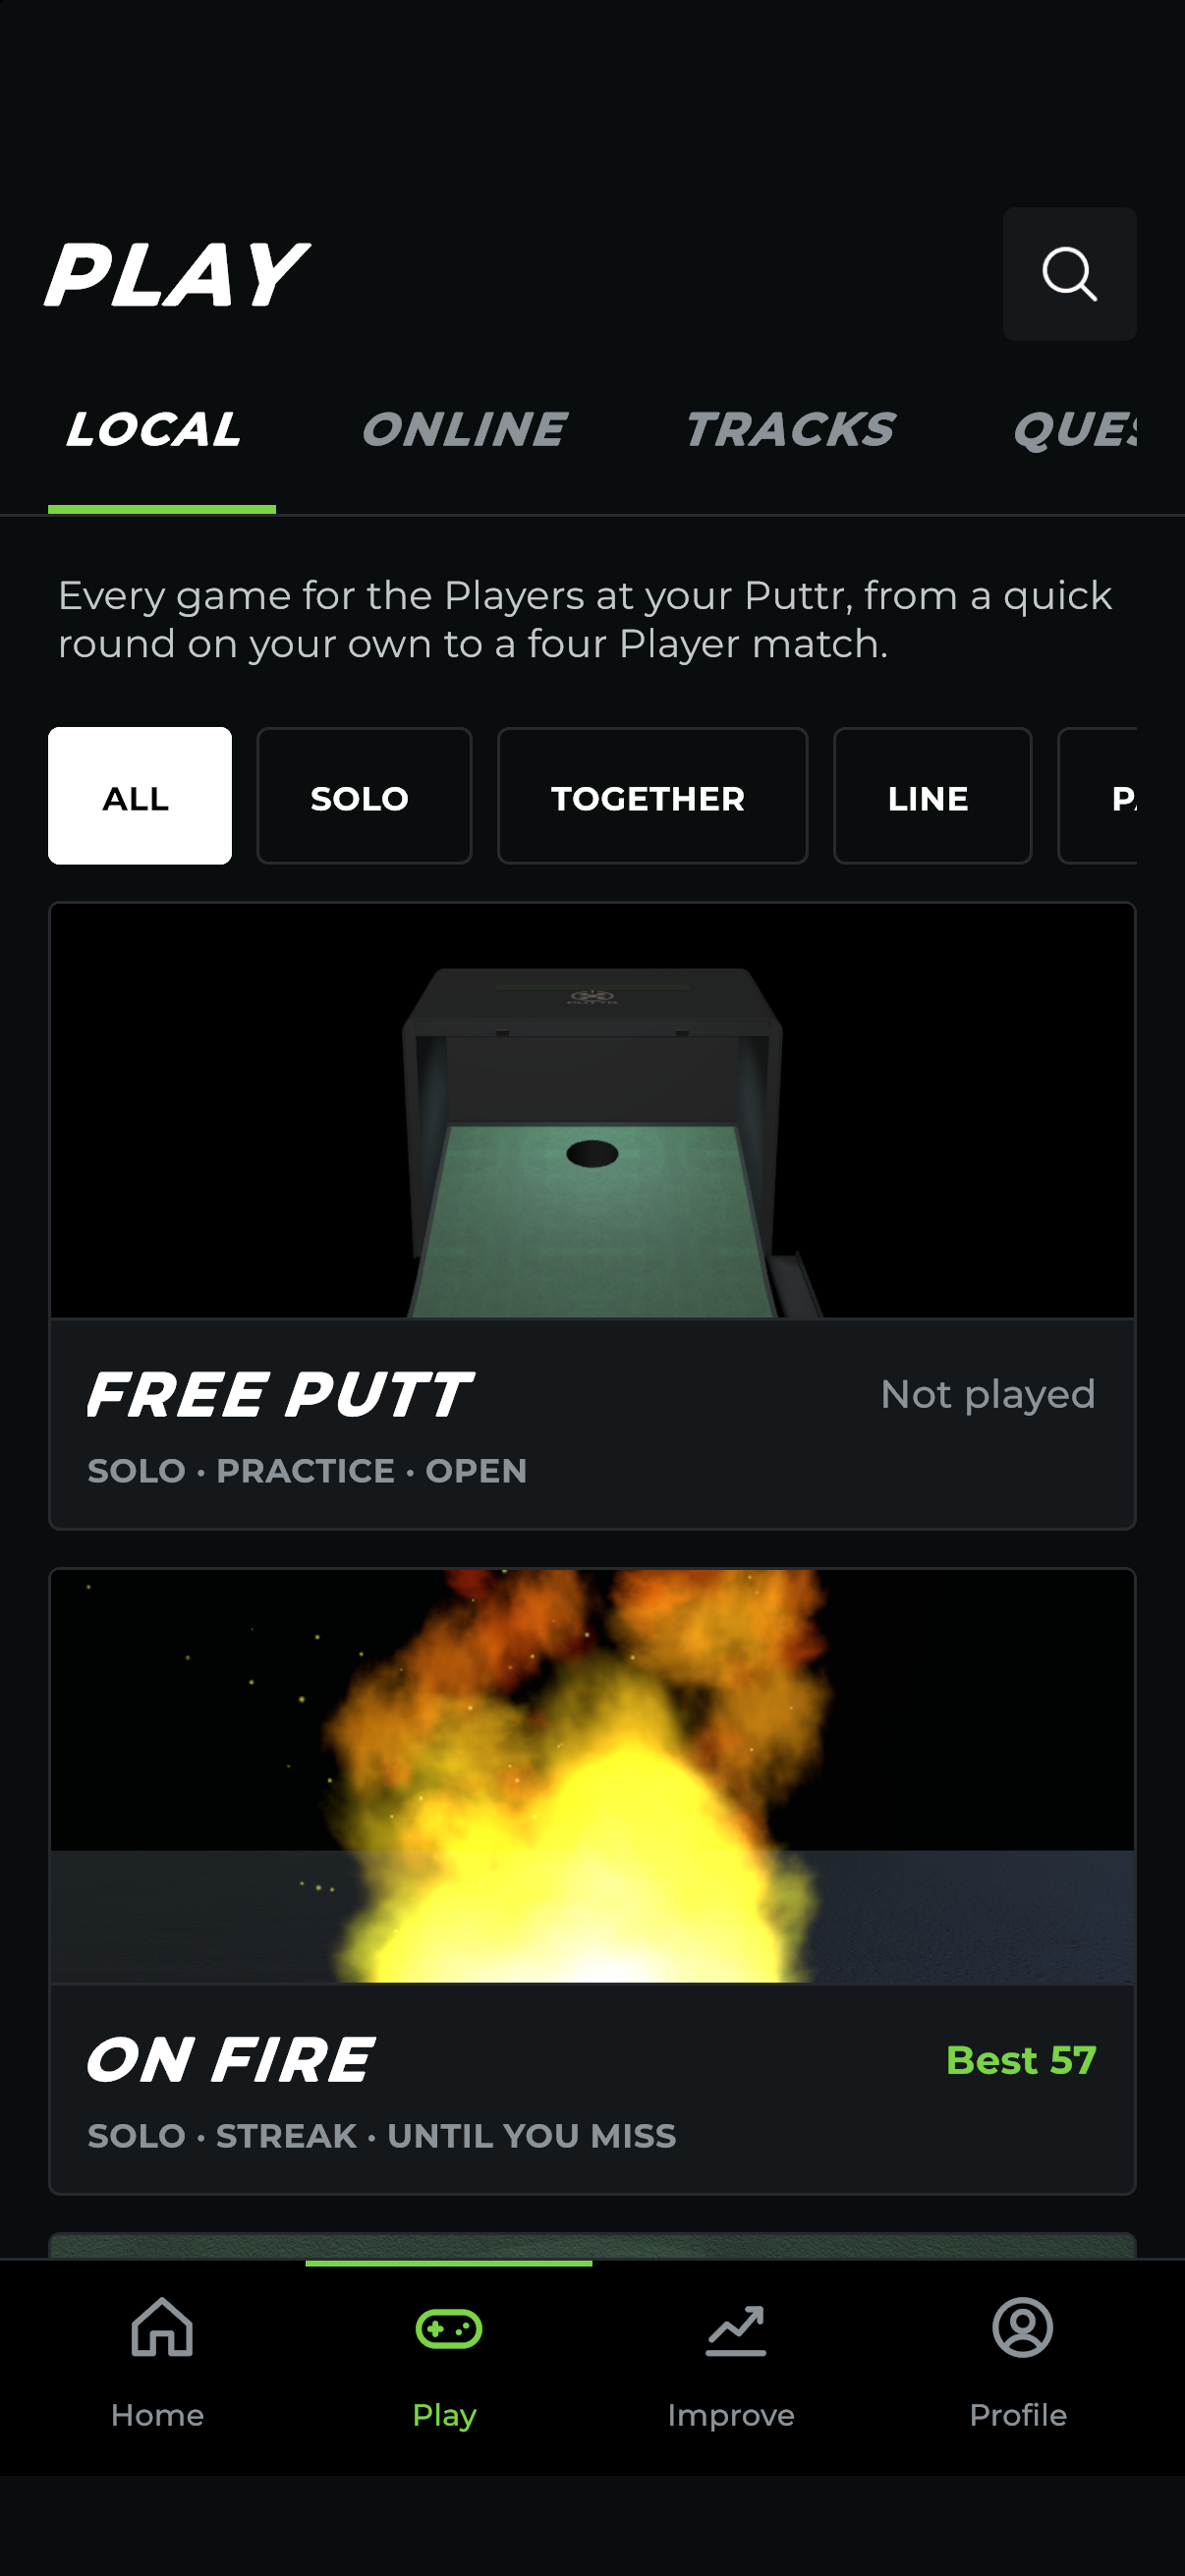 PLAY
LOCAL ONLINE TRACKS QUES
Every game for the Players at your Puttr, from a quick
round on your own to a four Player match.
ALL SOLO TOGETHER LINE
PUTTR
FREE PUTT Not played
SOLO · PRACTICE · OPEN
ON FIRE Best 57
SOLO · STREAK · UNTIL YOU MISS
Home Play Improve Profile